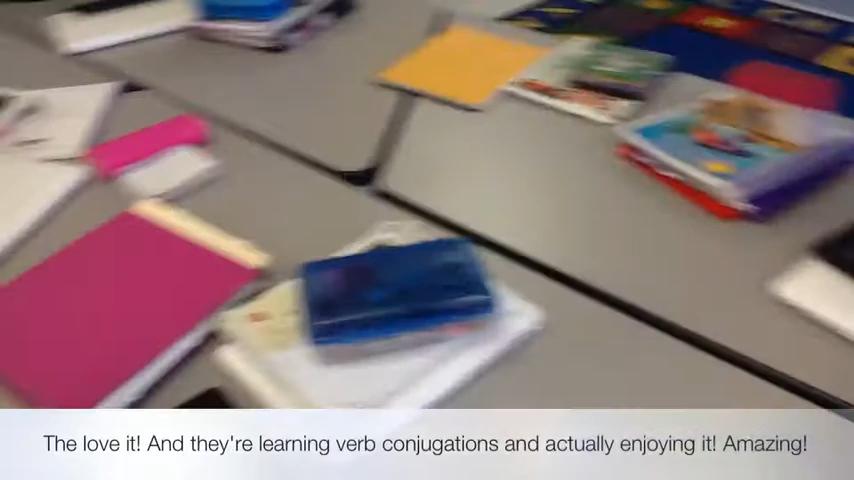 The love it! And they're learning verb conjugations and actually enjoying it! Amazing!